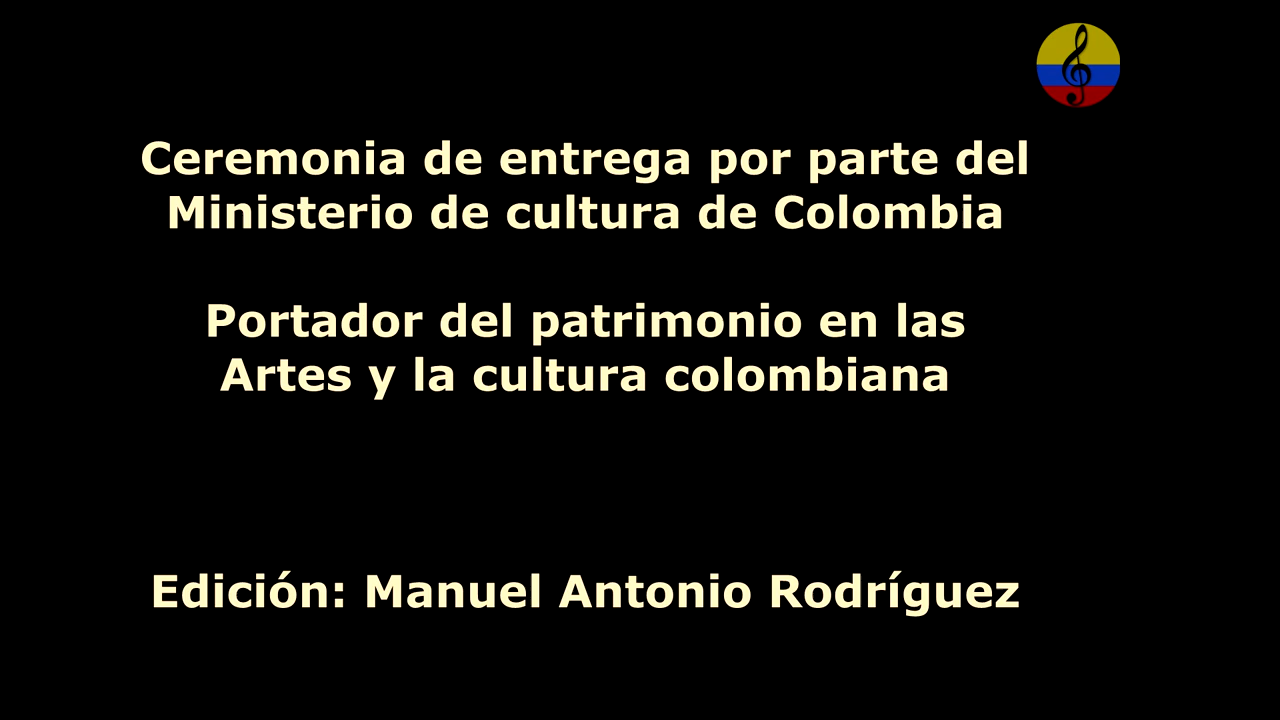 Ceremonia de entrega por parte del
Ministerio de cultura de Colombia
Portador del patrimonio en las
Artes y la cultura colombiana
Edición: Manuel Antonio Rodríguez